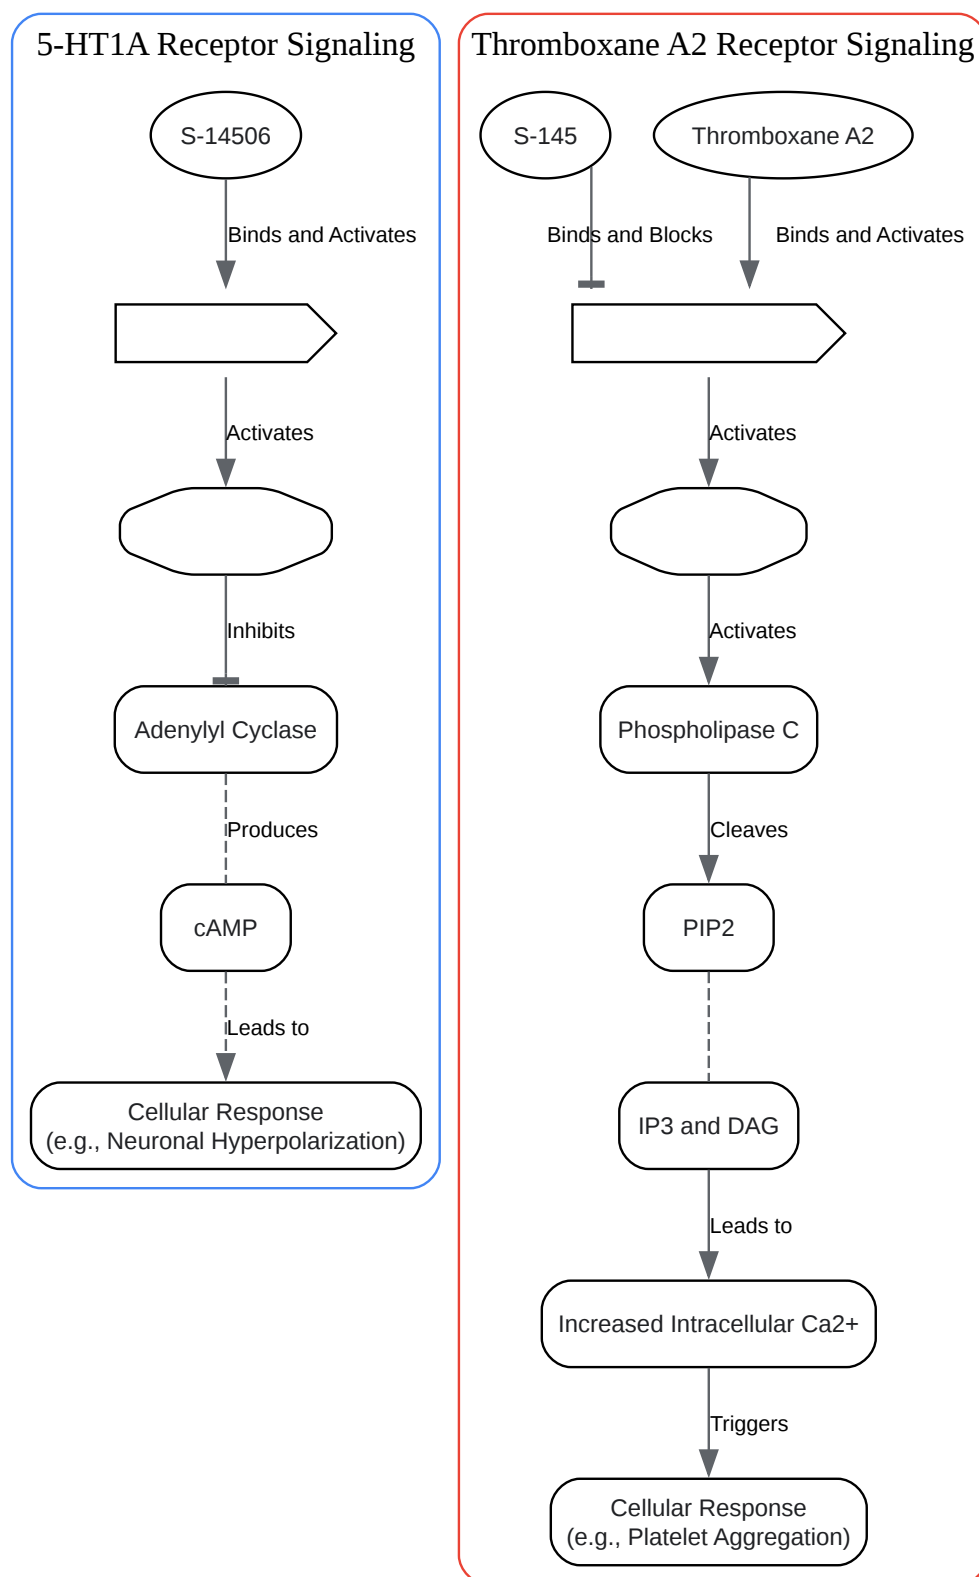 5-HT1A Receptor Signaling
S-14506
Binds and Activates
Activates
Inhibits
Adenylyl Cyclase
Produces
cAMP
Leads to
Cellular Response
(e.g., Neuronal Hyperpolarization)
Thromboxane A2 Receptor Signaling
S-145
Thromboxane A2
Binds and Blocks
Binds and Activates
Activates
Activates
Phospholipase C
Cleaves
PIP2
IP3 and DAG
Leads to
Increased Intracellular Ca2+
Triggers
Cellular Response
(e.g., Platelet Aggregation)